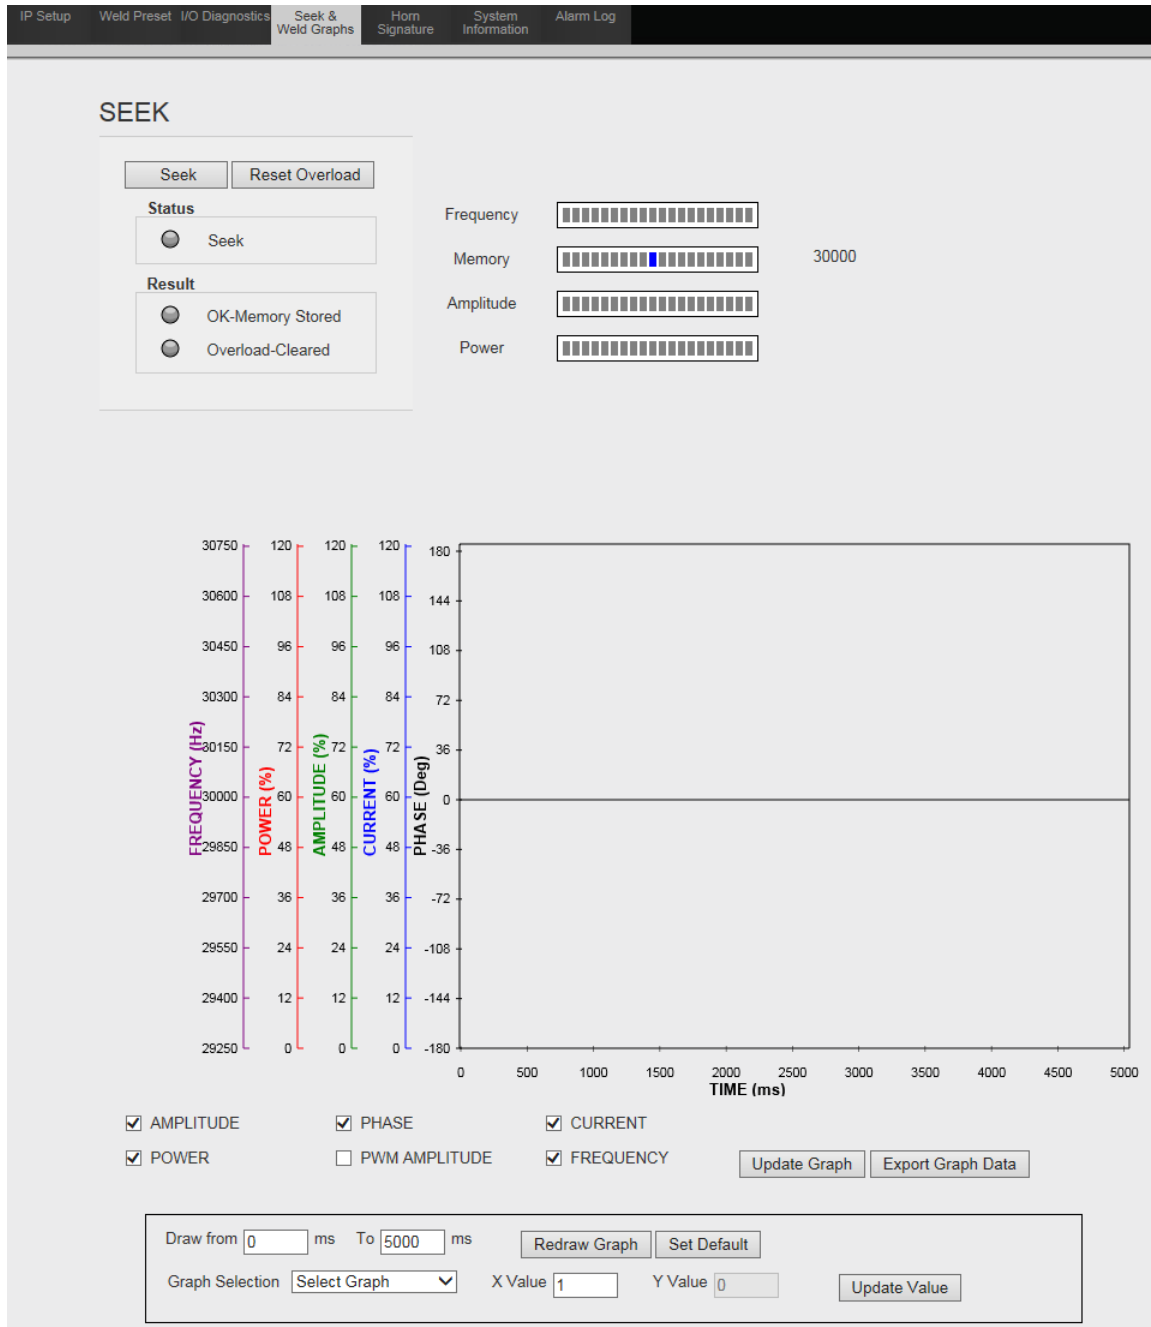 IP Setup Weld Preset I/O Diagnostics Seek & Horn System Alarm Log
Weld Graphs Signature Information
SEEK
Seek Reset Overload
Status
Seek
Result
OK-Memory Stored
Overload-Cleared
Frequency
Memory 30000
Amplitude
Power
30750 120 120 120 180
30600 108 108 108 144
30450 96 96 96 108
30300 84 84 84 72
30150 72 72 72 36
30000 60 60 60 0
29850 48 48 48 -36
29700 36 36 36 -72
29550 24 24 24 -108
29400 12 12 12 -144
29250 0 0 0 -180
FREQUENCY (Hz)
POWER (%)
AMPLITUDE (%)
CURRENT (%)
PHASE (Deg)
0 500 1000 1500 2000 2500 3000 3500 4000 4500 5000
TIME (ms)
AMPLITUDE PHASE CURRENT
POWER PWM AMPLITUDE FREQUENCY Update Graph Export Graph Data
Draw from 0 ms To 5000 ms Redraw Graph Set Default
Graph Selection Select Graph X Value 1 Y Value 0 Update Value